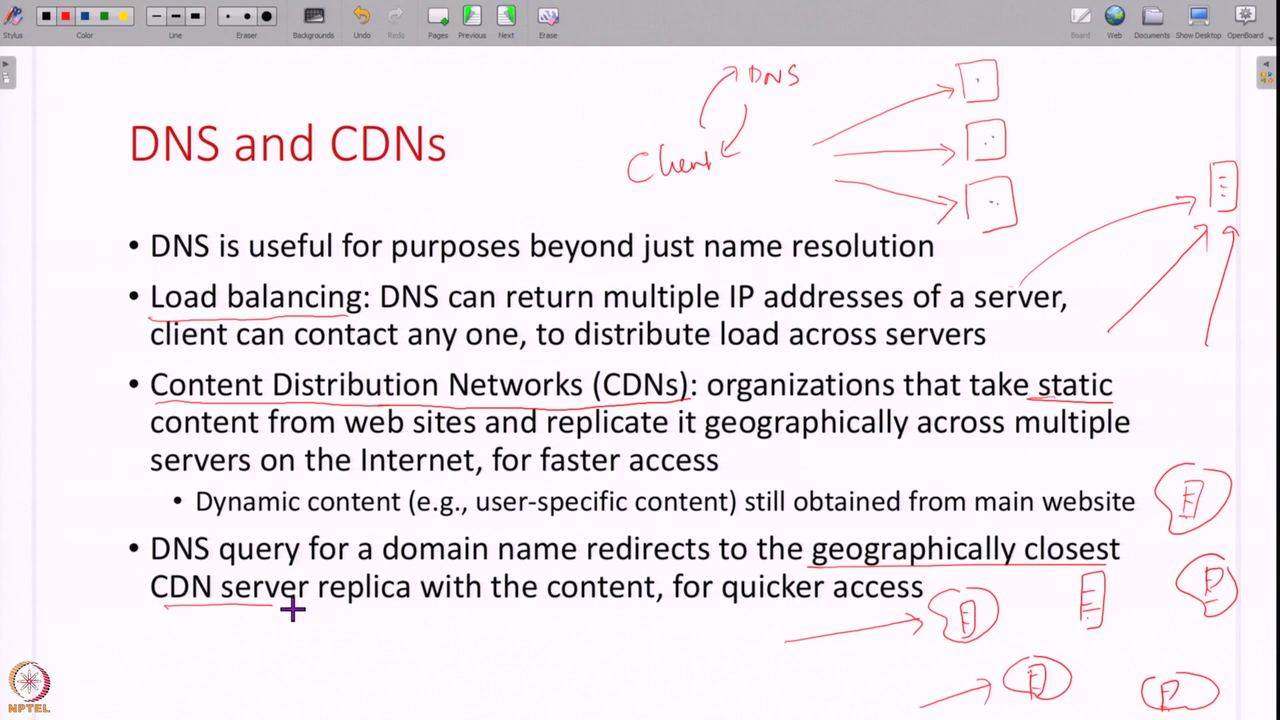 Stylus
Color
Line
Eraser
Backgrounds
Undo
Redo
Pages
Previous
Next
Erase
Board
Web
Documents
Show Desktop
OpenBoard
DNS
Client
DNS and CDNs
• DNS is useful for purposes beyond just name resolution
• Load balancing: DNS can return multiple IP addresses of a server,
client can contact any one, to distribute load across servers
• Content Distribution Networks (CDNs): organizations that take static
content from web sites and replicate it geographically across multiple
servers on the Internet, for faster access
• Dynamic content (e.g., user-specific content) still obtained from main website
• DNS query for a domain name redirects to the geographically closest
CDN server replica with the content, for quicker access
NPTEL